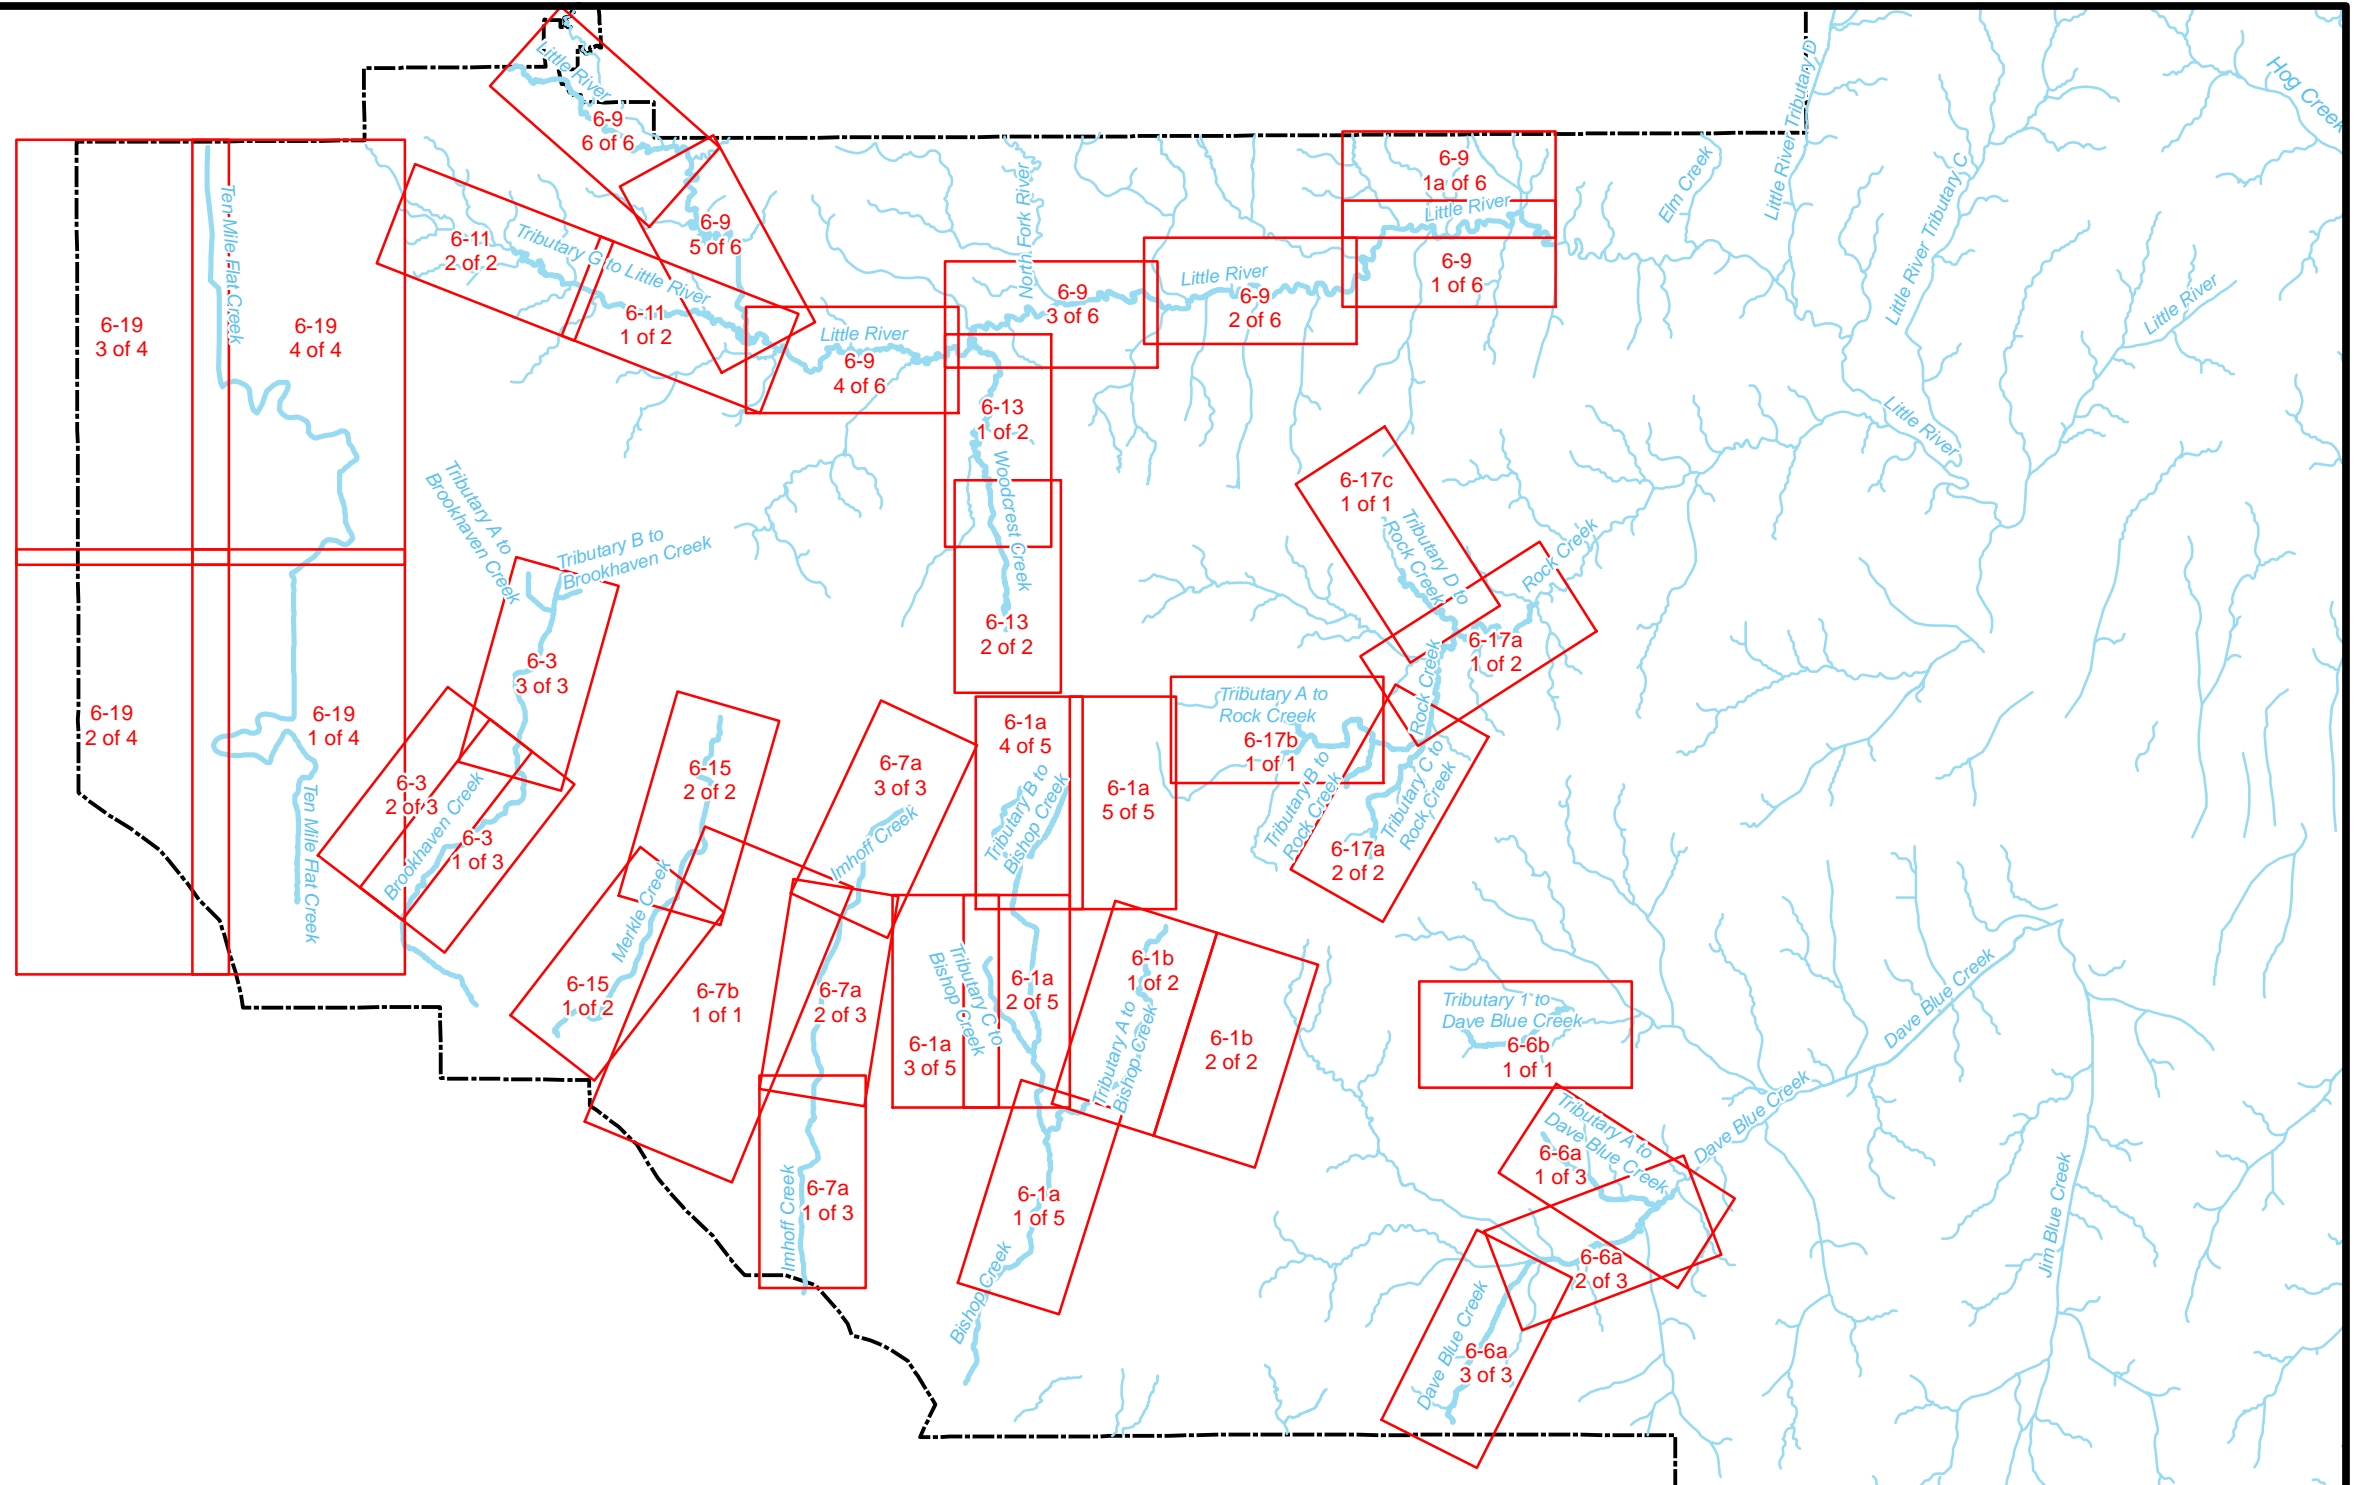 Little River
6-9
6 of 6
Little River Tributary D
Hog Creek
6-9
1a of 6
Little River
Elm Creek
Little River Tributary C
North Fork River
Ten Mile Flat Creek
6-11
2 of 2
Tributary G to Little River
6-9
5 of 6
6-9
1 of 6
Little River
6-9
2 of 6
6-9
3 of 6
Little River
6-19
3 of 4
6-19
4 of 4
6-11
1 of 2
Little River
6-9
4 of 6
6-13
1 of 2
Little River
Woodcrest Creek
6-17c
1 of 1
Tributary D to
Rock Creek
Rock Creek
Tributary A to
Brookhaven Creek
Tributary B to
Brookhaven Creek
6-13
2 of 2
6-17a
1 of 2
6-3
3 of 3
Rock Creek
Tributary A to
Rock Creek
6-17b
1 of 1
6-19
2 of 4
6-19
1 of 4
6-1a
4 of 5
6-1a
5 of 5
6-3
2 of 3
Brookhaven Creek
6-3
1 of 3
6-15
2 of 2
6-7a
3 of 3
Imhoff Creek
Tributary B to
Bishop Creek
Tributary B to
Rock Creek
Tributary C to
Rock Creek
6-17a
2 of 2
Ten Mile Flat Creek
Merkle Creek
6-15
1 of 2
6-7b
1 of 1
6-7a
2 of 3
Tributary C to
Bishop Creek
6-1a
2 of 5
6-1a
3 of 5
6-1b
1 of 2
Tributary A to
Bishop Creek
6-1b
2 of 2
Tributary 1 to
Dave Blue Creek
6-6b
1 of 1
Dave Blue Creek
Dave Blue Creek
Tributary A to
Dave Blue Creek
6-6a
1 of 3
Jim Blue Creek
Imhoff Creek
6-7a
1 of 3
6-1a
1 of 5
Bishop Creek
6-6a
2 of 3
Dave Blue Creek
6-6a
3 of 3